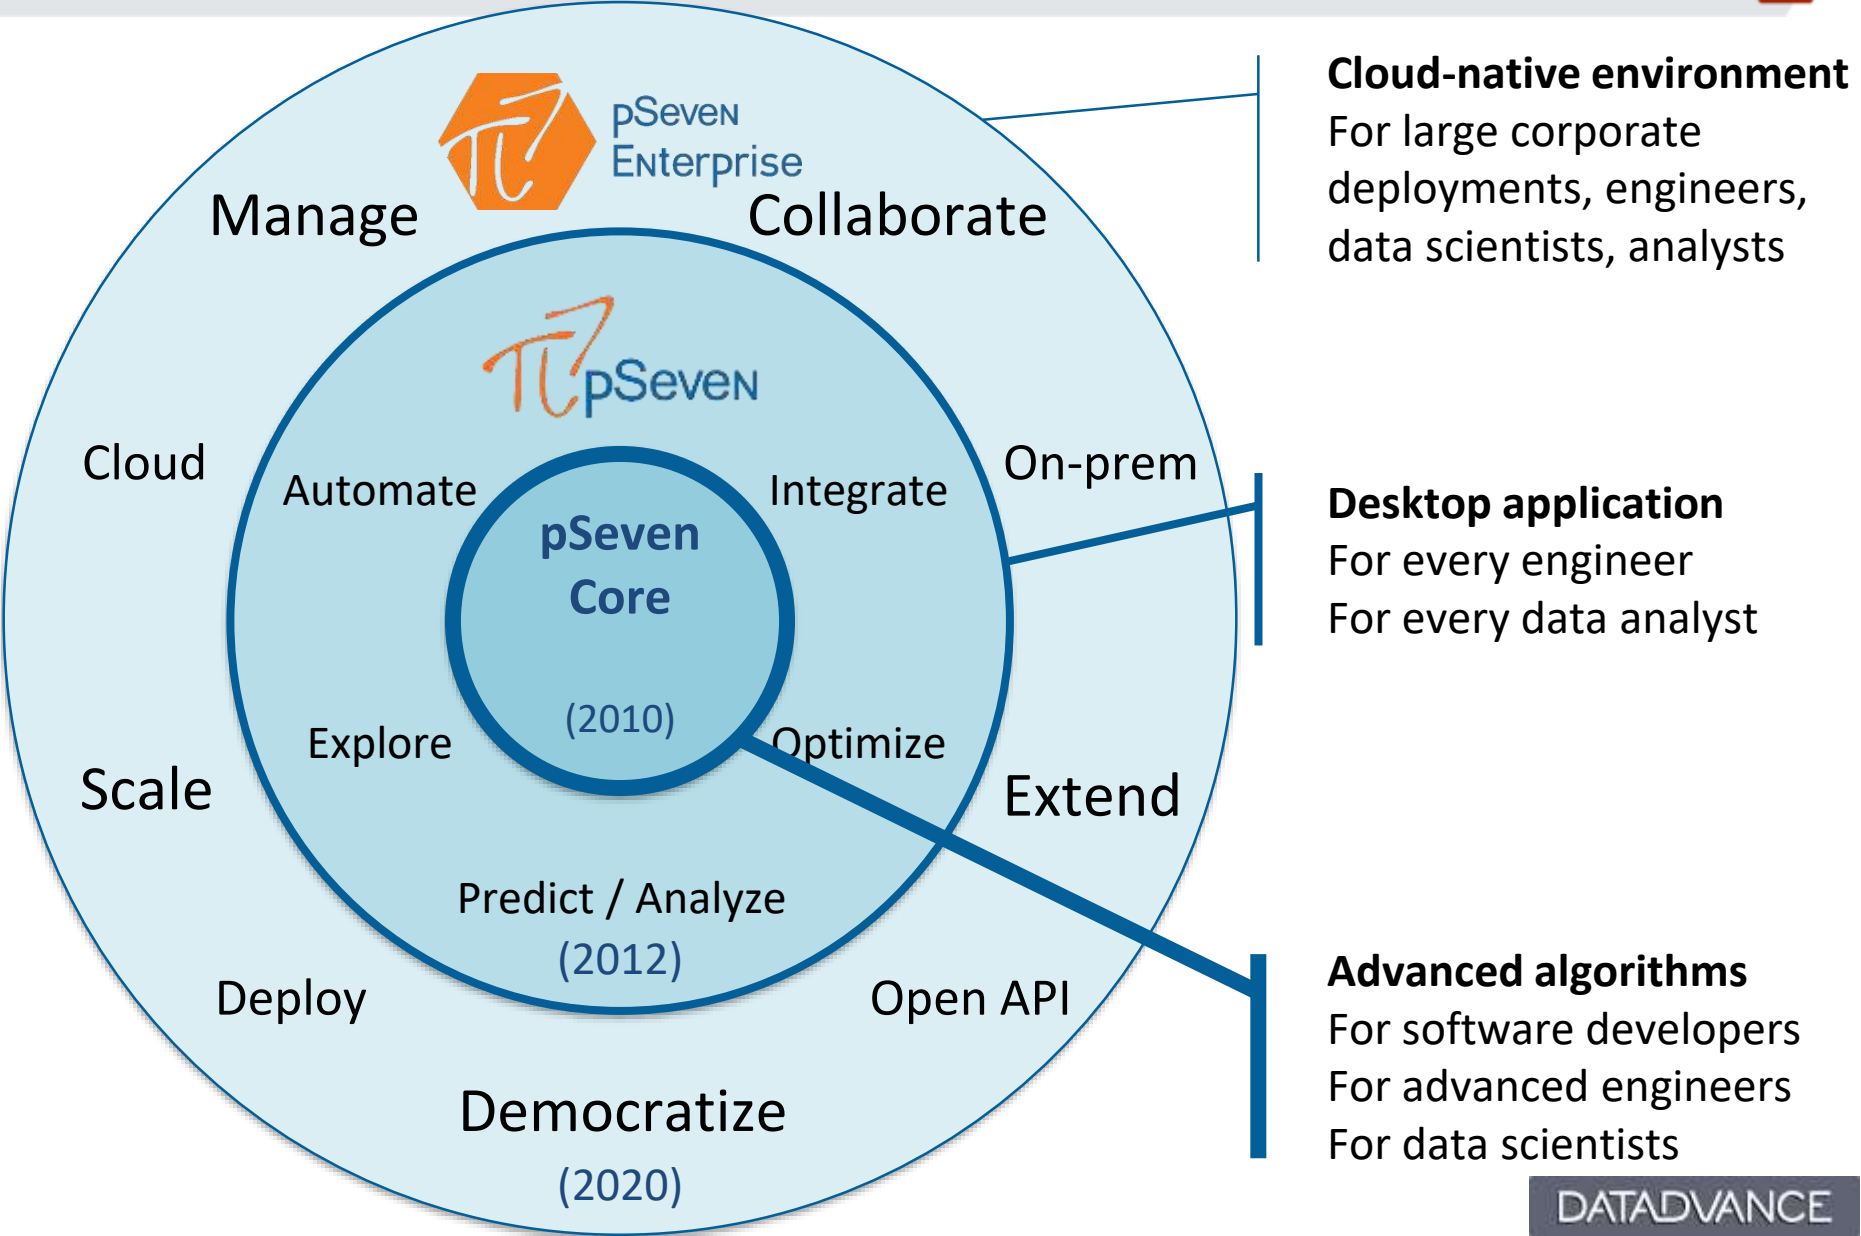 pSeven
Enterprise
Manage
Collaborate
pSeven
Cloud
On-prem
Automate
Integrate
pSeven
Core
(2010)
Explore
Optimize
Scale
Extend
Predict / Analyze
(2012)
Deploy
Open API
Democratize
(2020)
Cloud-native environment
For large corporate
deployments, engineers,
data scientists, analysts
Desktop application
For every engineer
For every data analyst
Advanced algorithms
For software developers
For advanced engineers
For data scientists
DATADVANCE